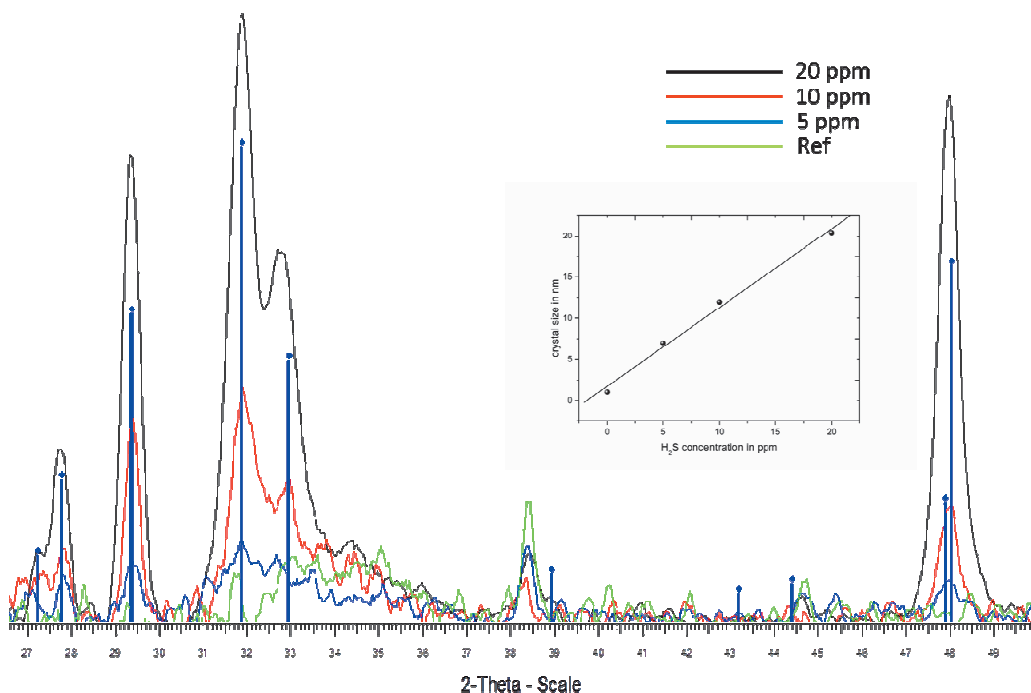 20 ppm
10 ppm
5 ppm
Ref
20
15
10
5
0
crystal size in nm
0 5 10 15 20
H₂S concentration in ppm
27 28 29 30 31 32 33 34 35 36 37 38 39 40 41 42 43 44 45 46 47 48 49
2-Theta - Scale